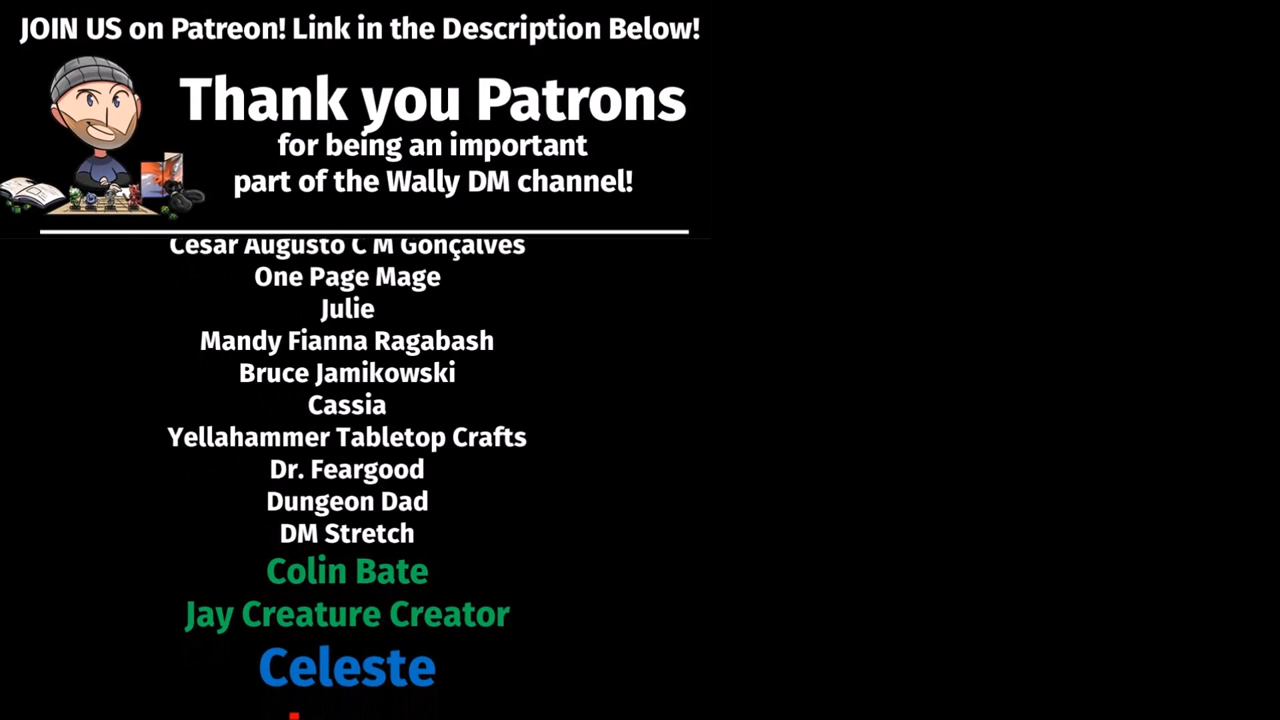 JOIN US on Patreon! Link in the Description Below!
Thank you Patrons
for being an important
part of the Wally DM channel!
Cesar Augusto C M Gonçalves
One Page Mage
Julie
Mandy Fianna Ragabash
Bruce Jamikowski
Cassia
Yellahammer Tabletop Crafts
Dr. Feargood
Dungeon Dad
DM Stretch
Colin Bate
Jay Creature Creator
Celeste